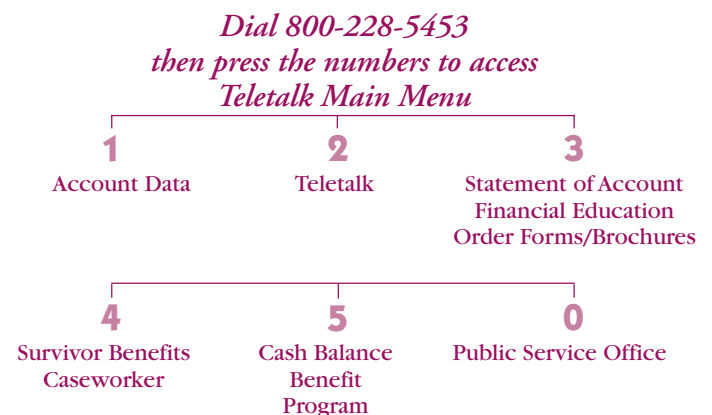 Dial 800-228-5453
then press the numbers to access
Teletalk Main Menu
1
Account Data
2
Teletalk
3
Statement of Account
Financial Education
Order Forms/Brochures
4
Survivor Benefits
Caseworker
5
Cash Balance
Benefit
Program
0
Public Service Office